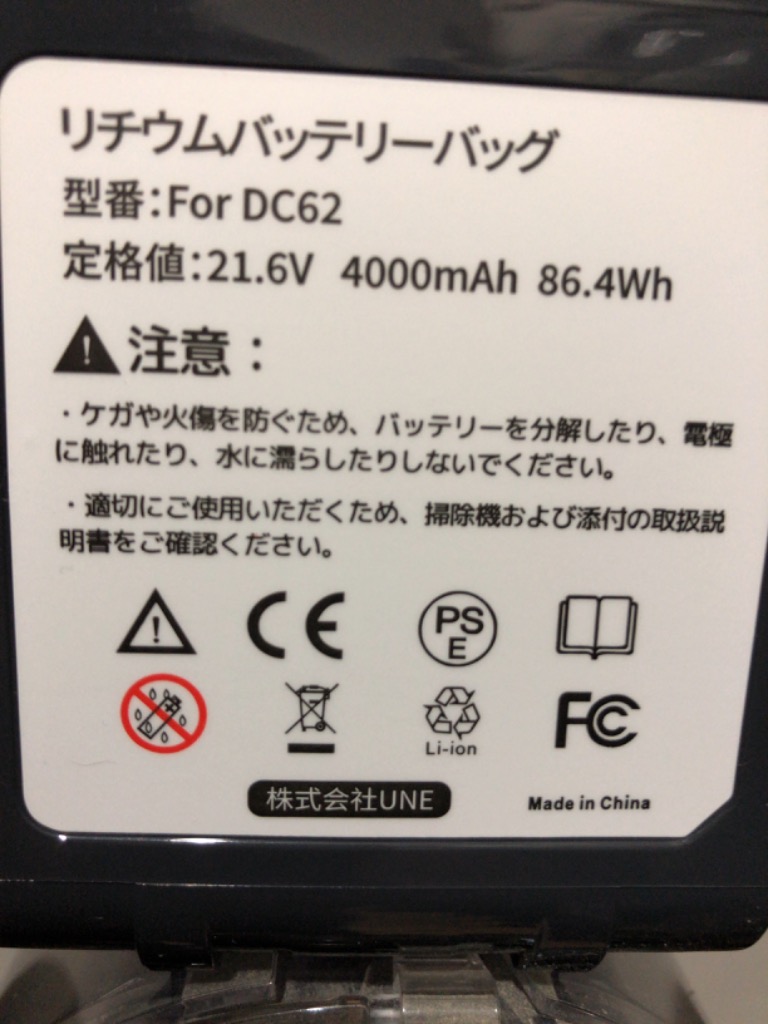 リチウムバッテリーバッグ
型番：For DC62
定格値：21.6V 4000mAh 86.4Wh
注意：
・ケガや火傷を防ぐため、バッテリーを分解したり、電極
に触れたり、水に濡らしたりしないでください。
・適切にご使用いただくため、掃除機および添付の取扱説
明書をご確認ください。
CE PSE
Li-ion FC
株式会社UNE Made in China